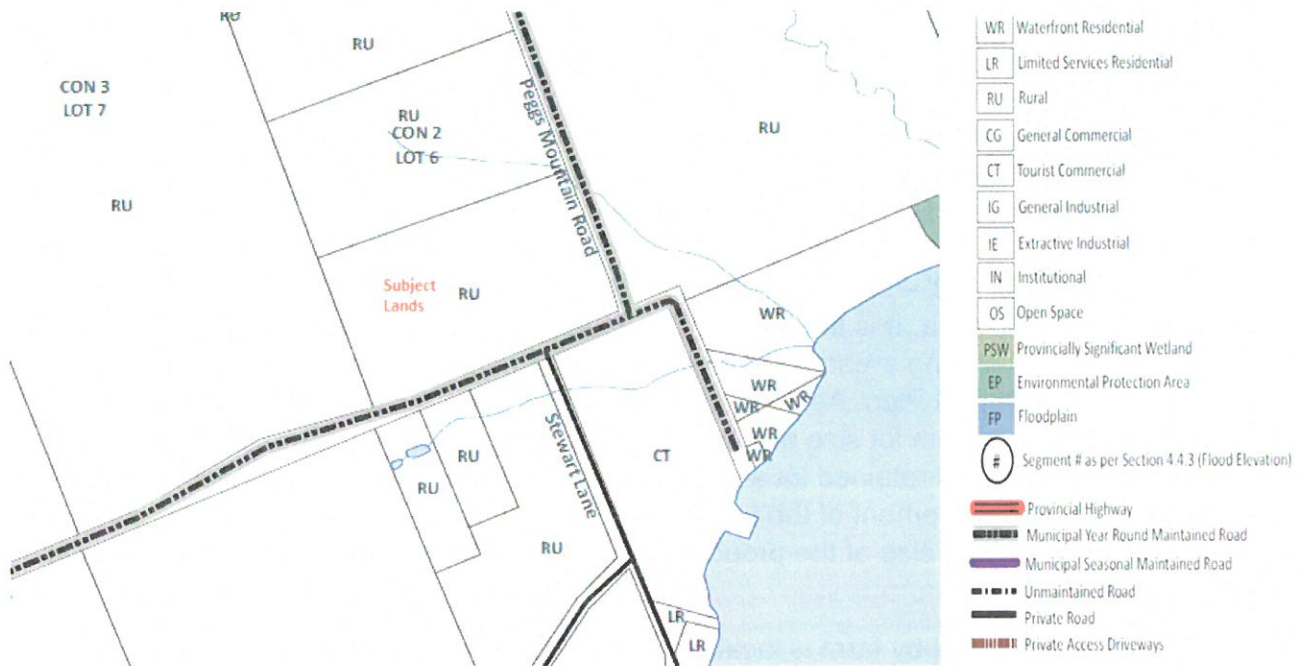 RU
RU
CON 3
LOT 7
RU
CON 2
LOT 6
RU
RU
Peggs Mountain Road
Subject
Lands
RU
WR
WR
WR
WR
WR
WR
RU
RU
RU
Stewart Lane
CT
LR
LR
WR Waterfront Residential
LR Limited Services Residential
RU Rural
CG General Commercial
CT Tourist Commercial
IG General Industrial
IE Extractive Industrial
IN Institutional
OS Open Space
PSW Provincially Significant Wetland
EP Environmental Protection Area
FP Floodplain
# Segment # as per Section 4.4.3 (Flood Elevation)
Provincial Highway
Municipal Year Round Maintained Road
Municipal Seasonal Maintained Road
Unmaintained Road
Private Road
Private Access Driveways